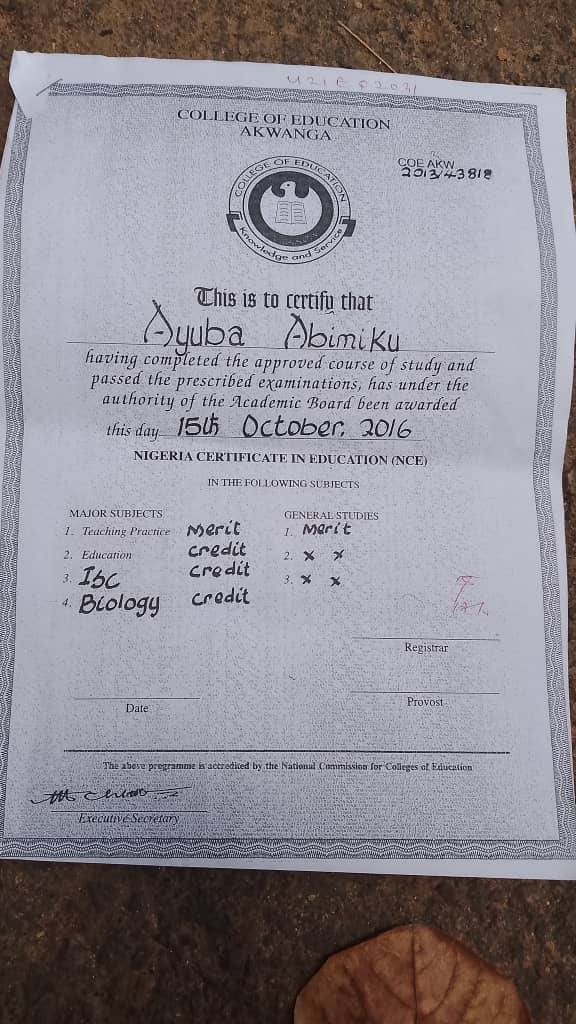 U21E02031
COLLEGE OF EDUCATION
AKWANGA
COE AKW
2013/43818
COLLEGE OF EDUCATION
Knowledge and Service
This is to certify that
Ayuba Abimiku
having completed the approved course of study and
passed the prescribed examinations, has under the
authority of the Academic Board been awarded
this day 15th October, 2016
NIGERIA CERTIFICATE IN EDUCATION (NCE)
IN THE FOLLOWING SUBJECTS
MAJOR SUBJECTS
1. Teaching Practice Merit
2. Education Credit
3. ISC Credit
4. Biology Credit
GENERAL STUDIES
1. Merit
2. x x
3. x x
Registrar
Date
Provost
The above programme is accredited by the National Commission for Colleges of Education
Executive Secretary